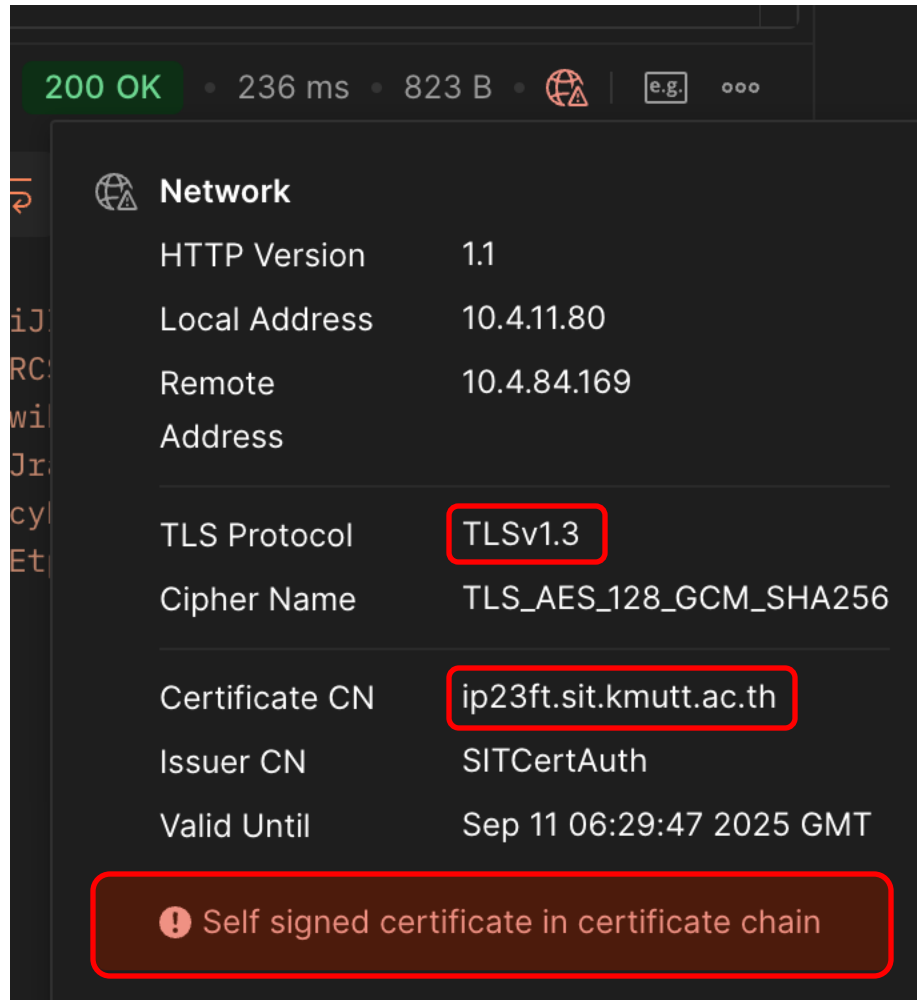 200 OK • 236 ms • 823 B • e.g.
Network
HTTP Version 1.1
Local Address 10.4.11.80
Remote Address 10.4.84.169
TLS Protocol TLSv1.3
Cipher Name TLS_AES_128_GCM_SHA256
Certificate CN ip23ft.sit.kmutt.ac.th
Issuer CN SITCertAuth
Valid Until Sep 11 06:29:47 2025 GMT
Self signed certificate in certificate chain